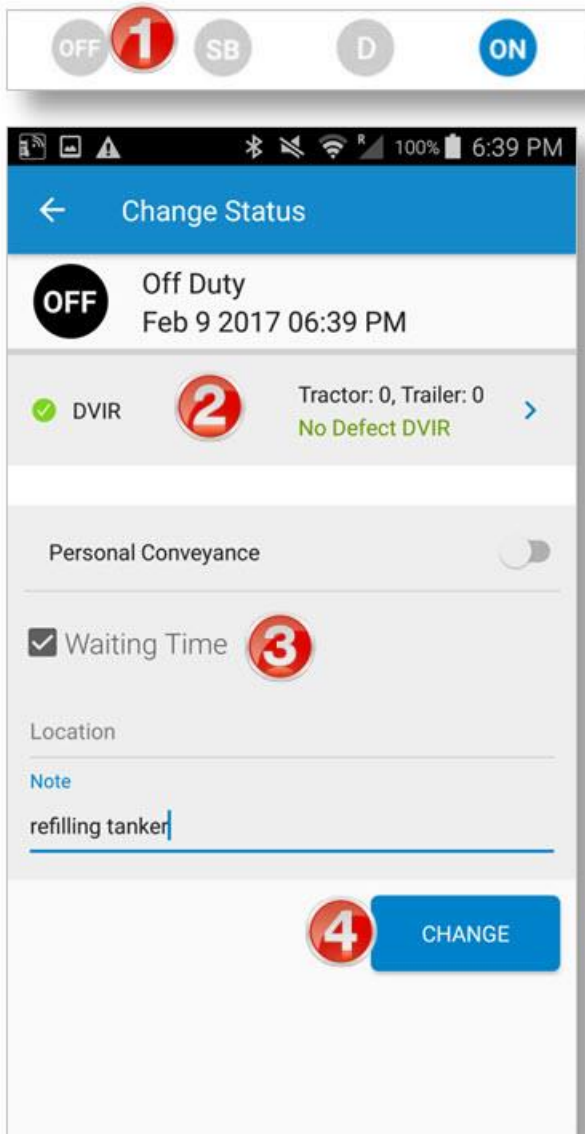 OFF 1 SB D ON
R 100% 6:39 PM
Change Status
OFF
Off Duty
Feb 9 2017 06:39 PM
DVIR 2 Tractor: 0, Trailer: 0
No Defect DVIR
Personal Conveyance
Waiting Time 3
Location
Note
refilling tanker
4 CHANGE